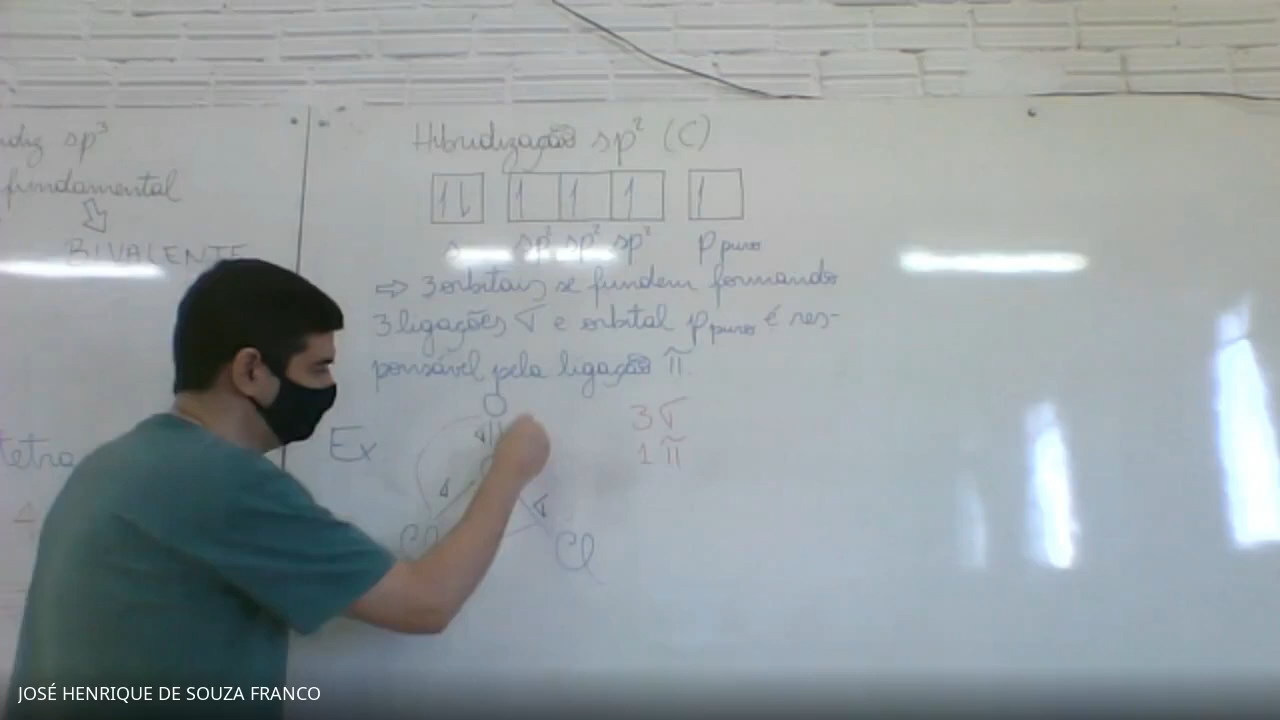 sp³
fundamental
BIVALENTE
tetra
Hibridização sp² (C)
s sp² sp² sp² p puro
⇒ 3 orbitais se fundem formando
3 ligações σ e orbital p puro é res-
ponsável pela ligação π.
Ex
O
σ
σ σ
Cl Cl
3 σ
1 π
JOSÉ HENRIQUE DE SOUZA FRANCO